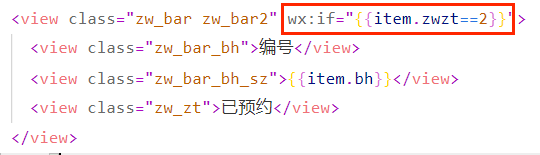 <view class="zw_bar zw_bar2" wx:if="{{item.zwzt==2}}">
<view class="zw_bar_bh">编号</view>
<view class="zw_bar_bh_sz">{{item.bh}}</view>
<view class="zw_zt">已预约</view>
</view>